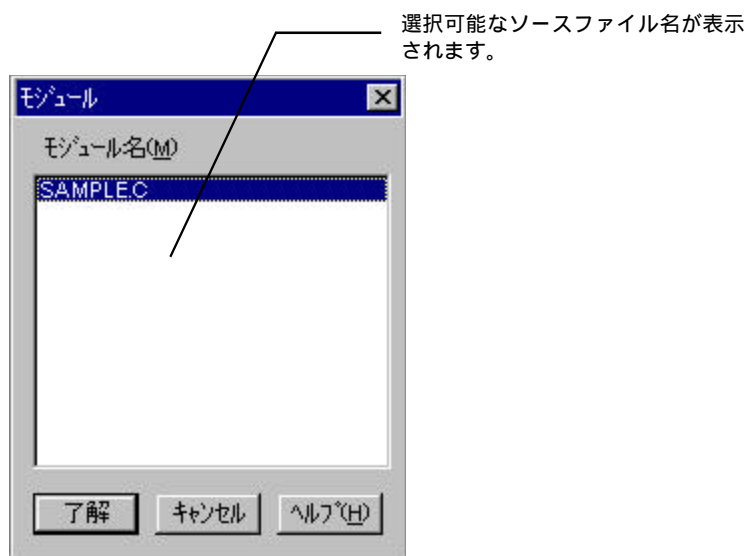 選択可能なソースファイル名が表示
されます。
ﾓｼﾞｭｰﾙ
ﾓｼﾞｭｰﾙ名(M)
SAMPLE.C
了解
ｷｬﾝｾﾙ
ﾍﾙﾌﾟ(H)